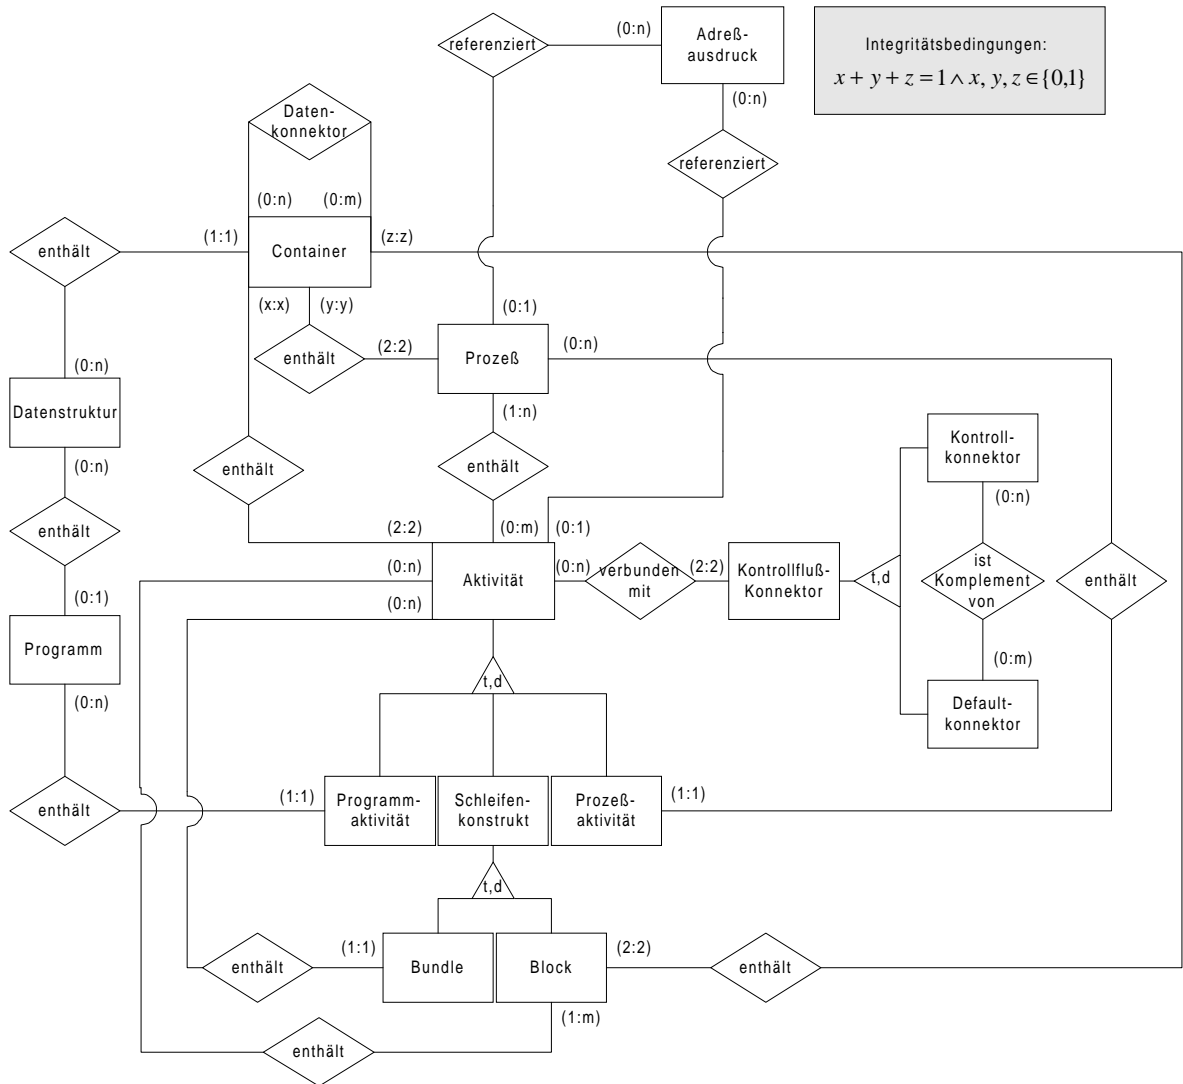 referenziert
(0:n)
Adreß-
ausdruck
Integritätsbedingungen:
x + y + z = 1 ∧ x, y, z ∈ {0,1}
(0:n)
Daten-
konnektor
referenziert
(0:n)
(0:m)
enthält
(1:1)
Container
(z:z)
(x:x)
(y:y)
(0:1)
enthält
(2:2)
Prozeß
(0:n)
(0:n)
Datenstruktur
(1:n)
Kontroll-
konnektor
(0:n)
enthält
enthält
(0:n)
enthält
(2:2)
(0:m)
(0:1)
(0:n)
Aktivität
(0:n)
verbunden
mit
(2:2)
Kontrollfluß-
Konnektor
t,d
ist
Komplement
von
enthält
(0:1)
(0:n)
Programm
(0:m)
(0:n)
t,d
Default-
konnektor
enthält
(1:1)
Programm-
aktivität
Schleifen-
konstrukt
Prozeß-
aktivität
(1:1)
t,d
enthält
(1:1)
Bundle
Block
(2:2)
enthält
(1:m)
enthält